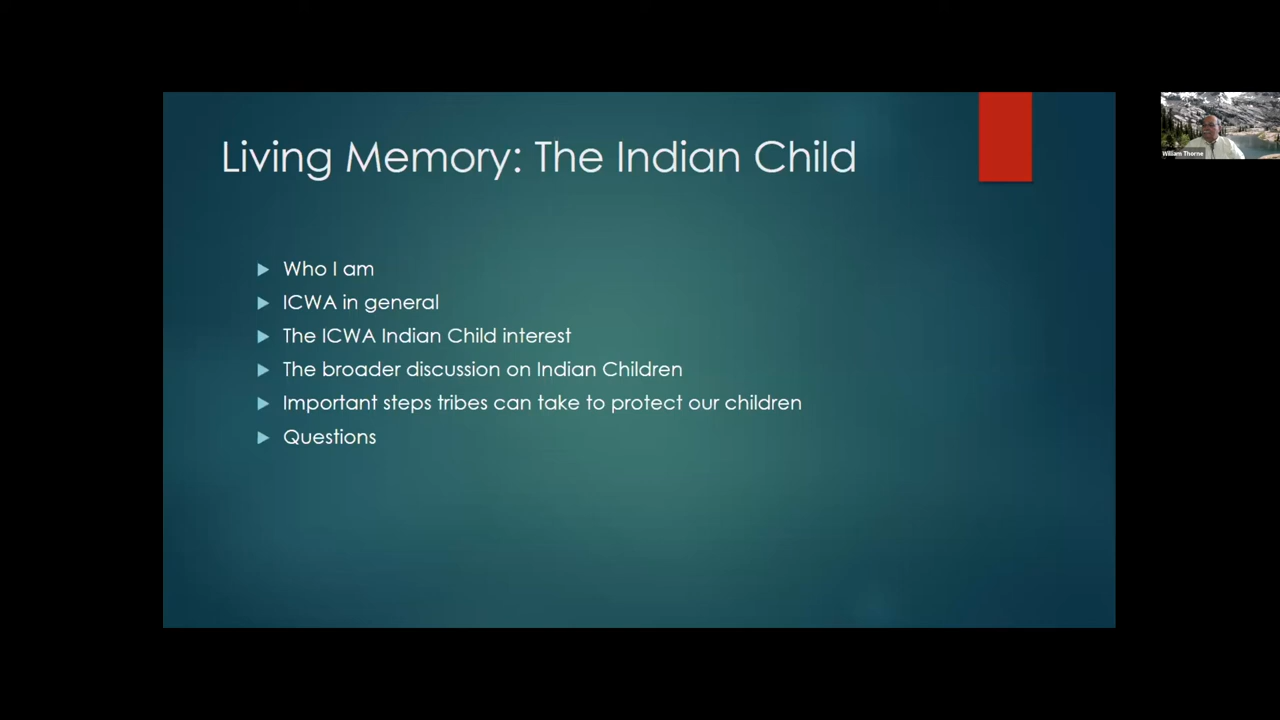 Living Memory: The Indian Child
Who I am
ICWA in general
The ICWA Indian Child interest
The broader discussion on Indian Children
Important steps tribes can take to protect our children
Questions
William Thorne